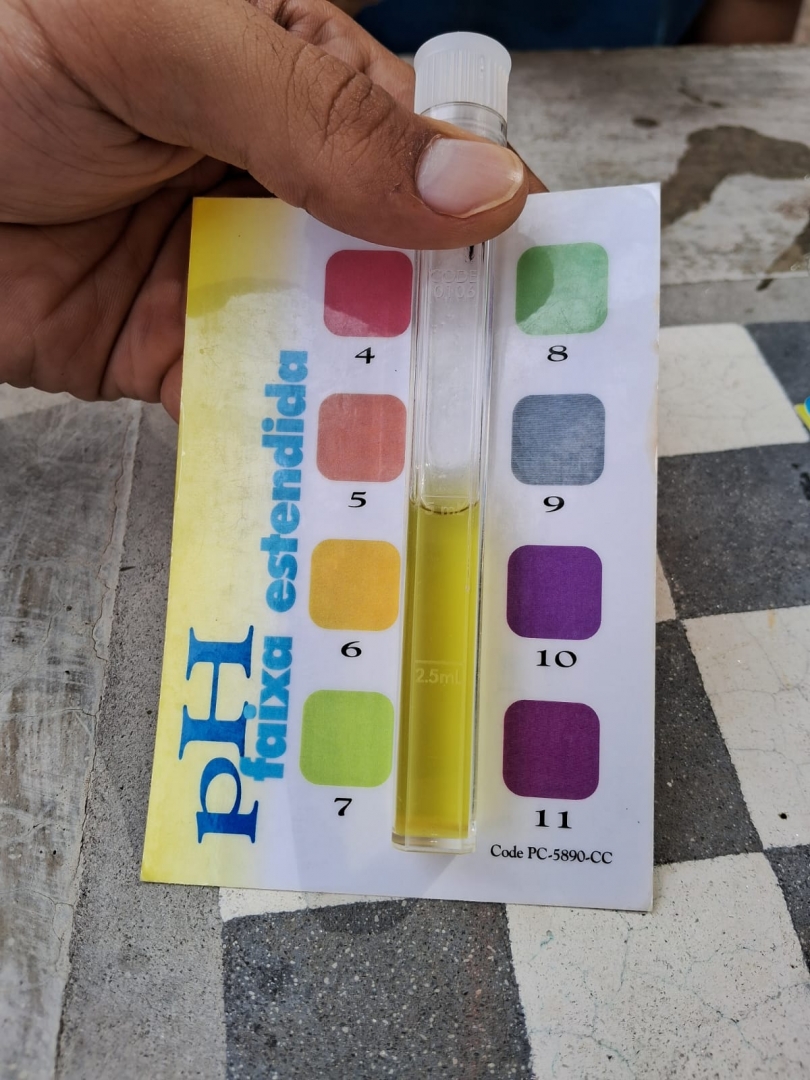 pH
faixa estendida
4
5
6
7
8
9
10
11
2.5ml
Code PC-5890-CC